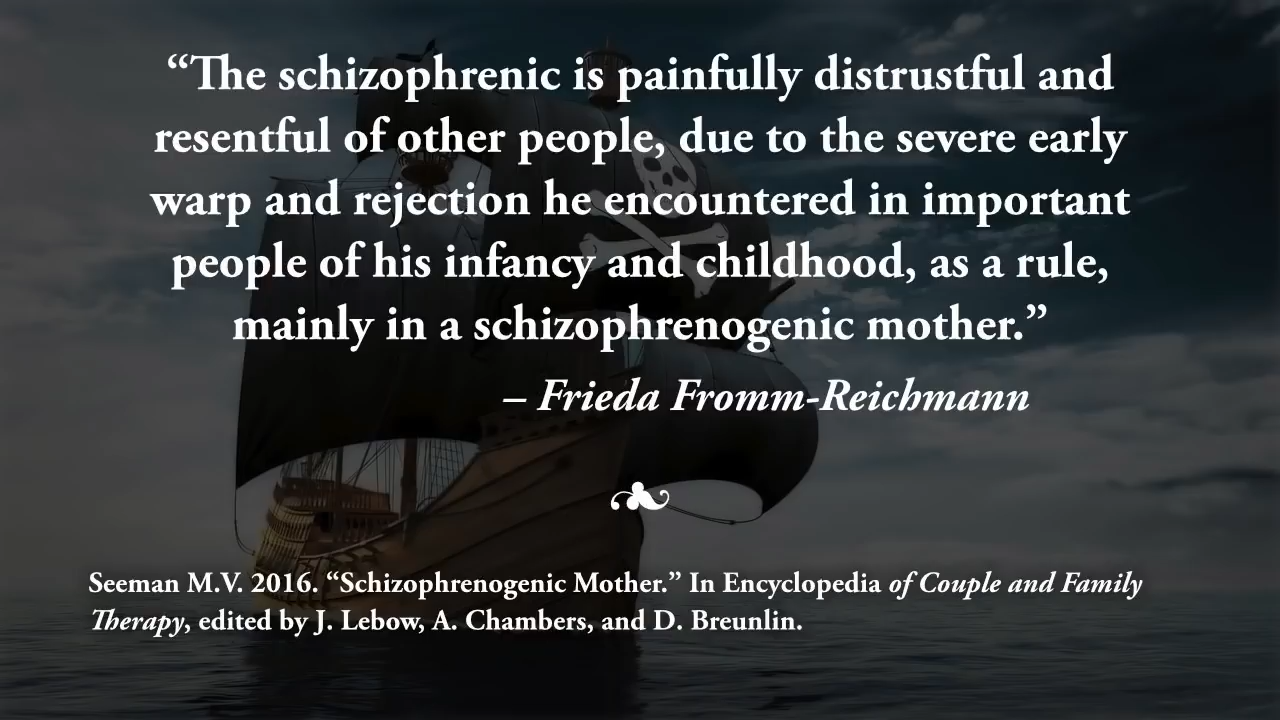 “The schizophrenic is painfully distrustful and
resentful of other people, due to the severe early
warp and rejection he encountered in important
people of his infancy and childhood, as a rule,
mainly in a schizophrenogenic mother.”
– Frieda Fromm-Reichmann
Seeman M.V. 2016. “Schizophrenogenic Mother.” In Encyclopedia of Couple and Family
Therapy, edited by J. Lebow, A. Chambers, and D. Breunlin.